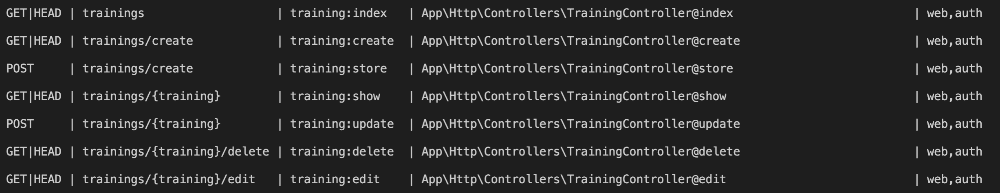 GET|HEAD | trainings | training:index | App\Http\Controllers\TrainingController@index | web,auth
GET|HEAD | trainings/create | training:create | App\Http\Controllers\TrainingController@create | web,auth
POST | trainings/create | training:store | App\Http\Controllers\TrainingController@store | web,auth
GET|HEAD | trainings/{training} | training:show | App\Http\Controllers\TrainingController@show | web,auth
POST | trainings/{training} | training:update | App\Http\Controllers\TrainingController@update | web,auth
GET|HEAD | trainings/{training}/delete | training:delete | App\Http\Controllers\TrainingController@delete | web,auth
GET|HEAD | trainings/{training}/edit | training:edit | App\Http\Controllers\TrainingController@edit | web,auth